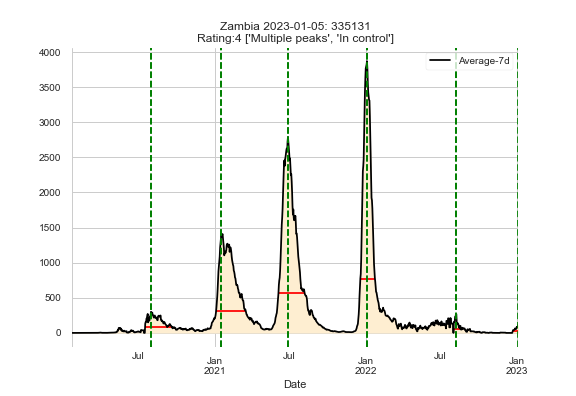 Zambia 2023-01-05: 335131
Rating:4 ['Multiple peaks', 'In control']
Average-7d
4000
3500
3000
2500
2000
1500
1000
500
0
Jul
Jan
2021
Jul
Jan
2022
Jul
Jan
2023
Date